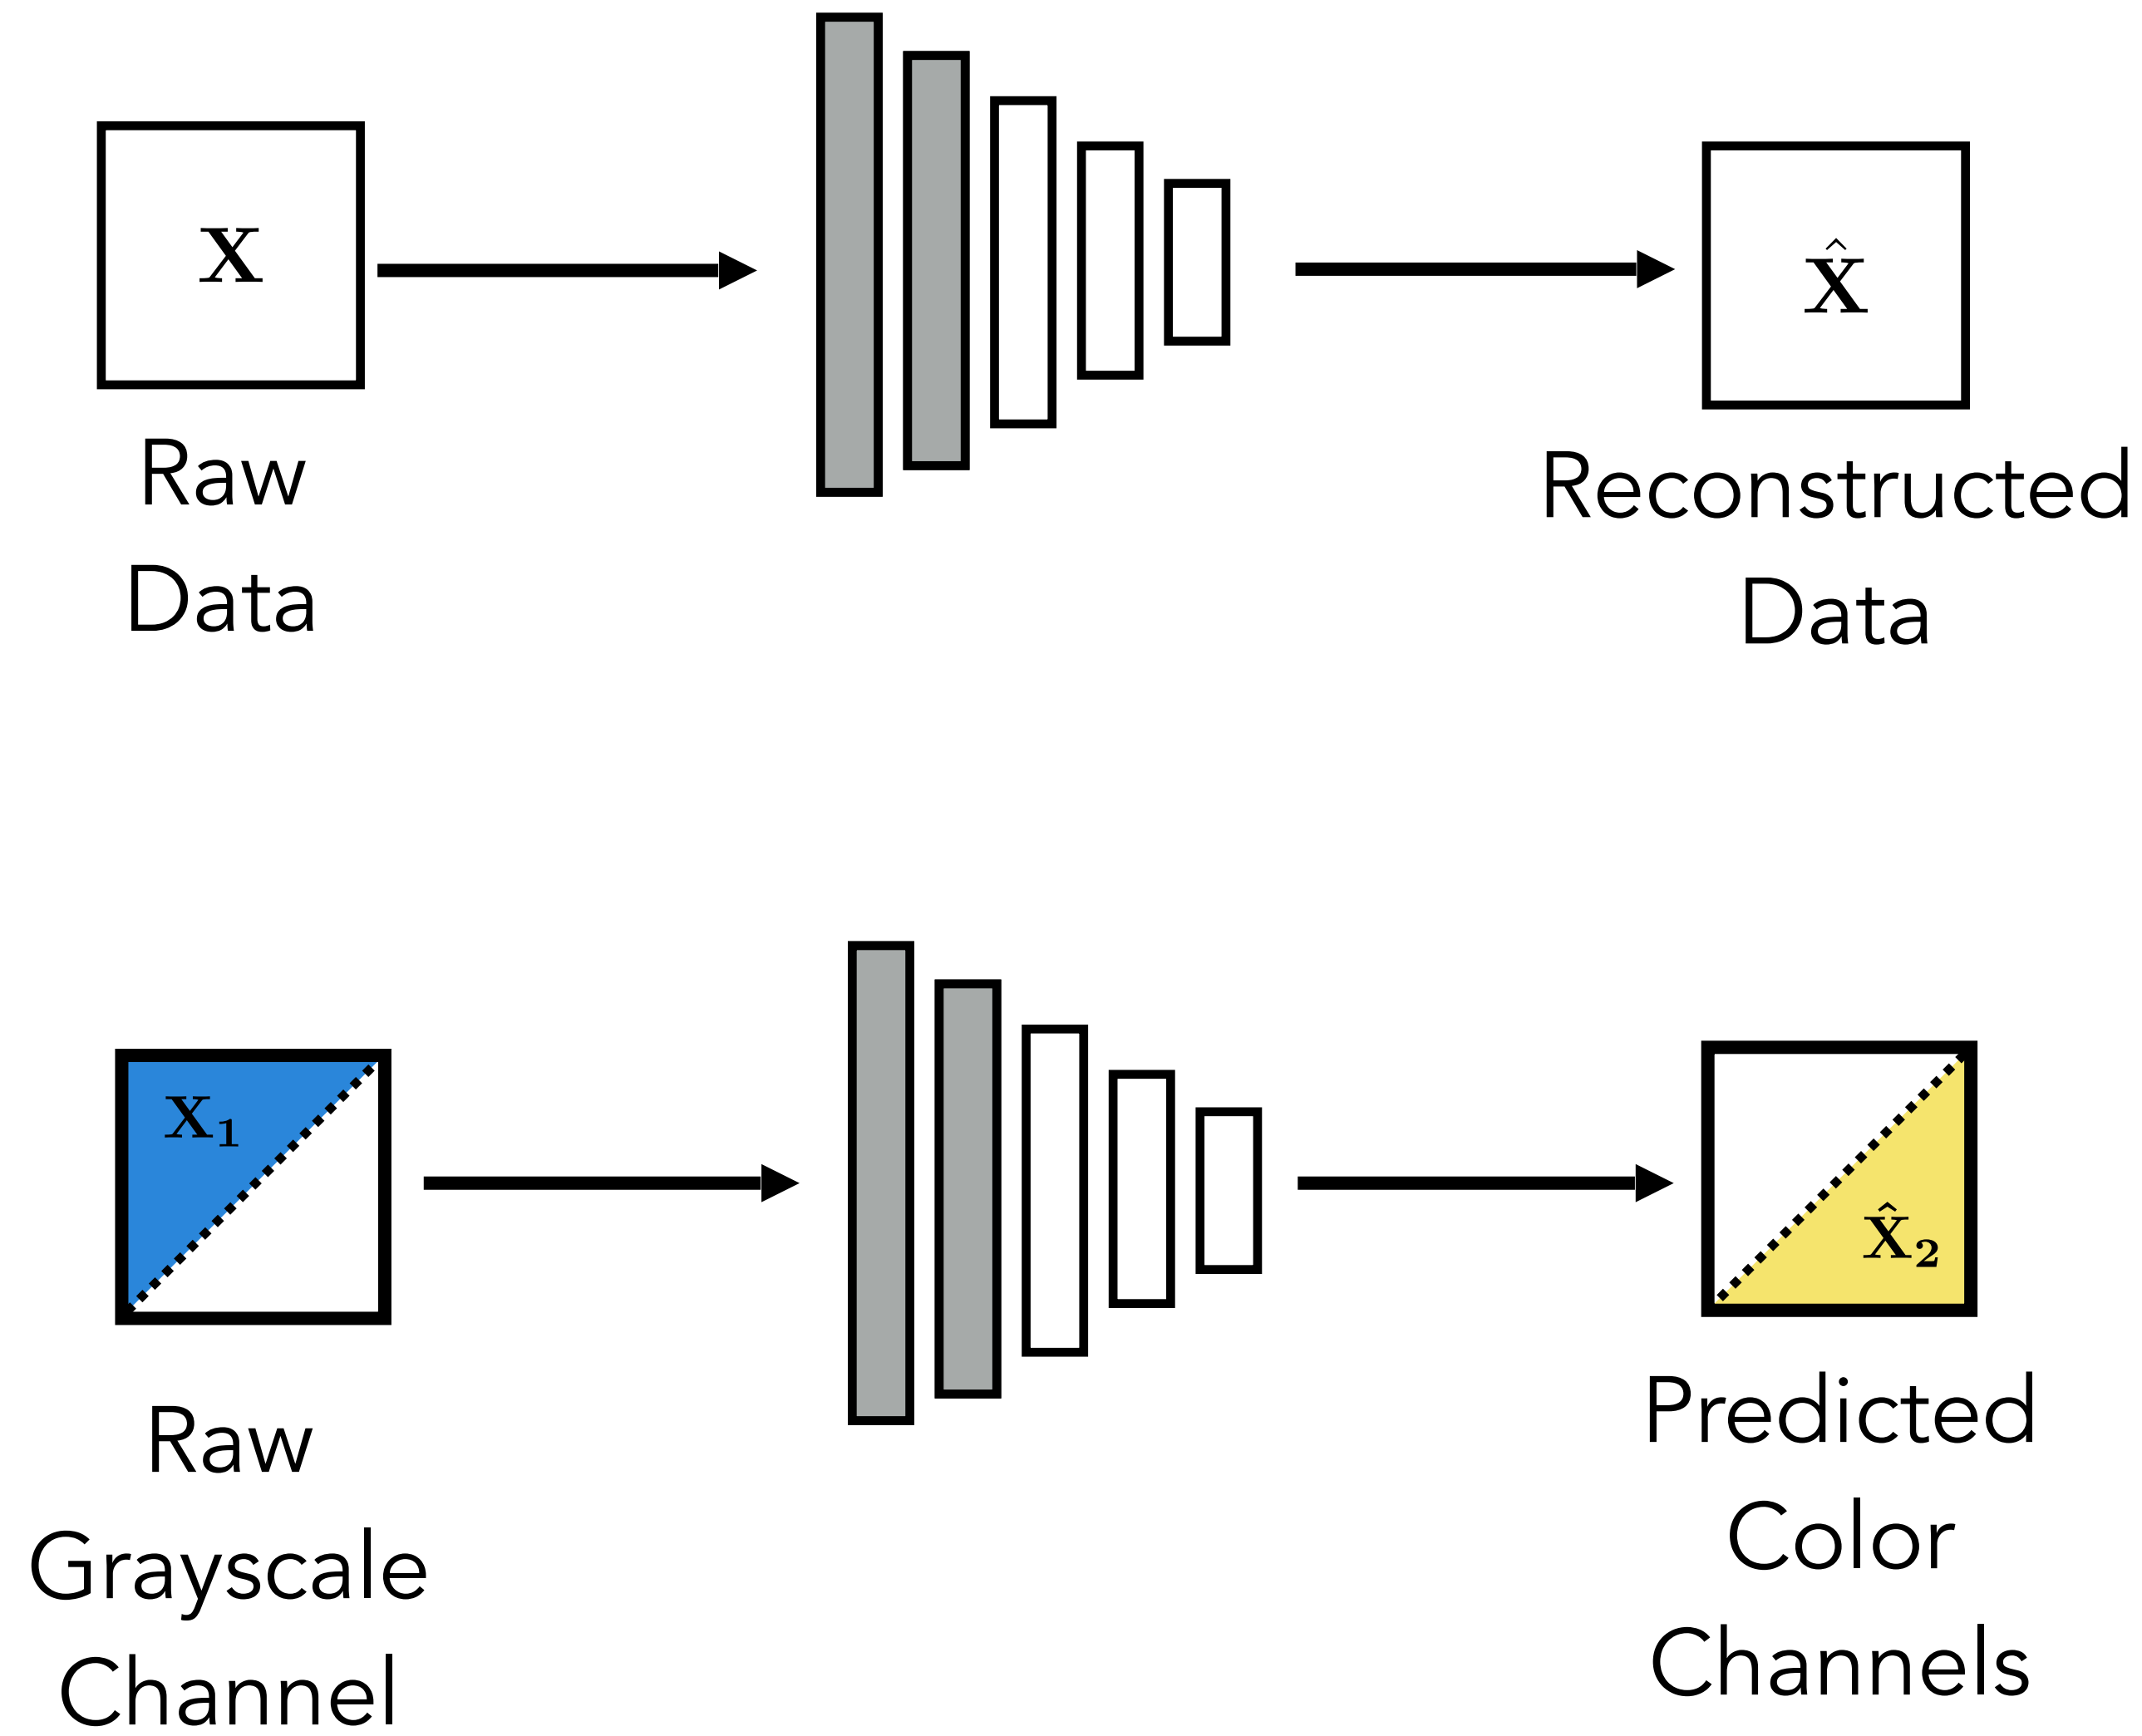 x
x̂
Raw
Data
Reconstructed
Data
x₁
x̂₂
Raw
Grayscale
Channel
Predicted
Color
Channels